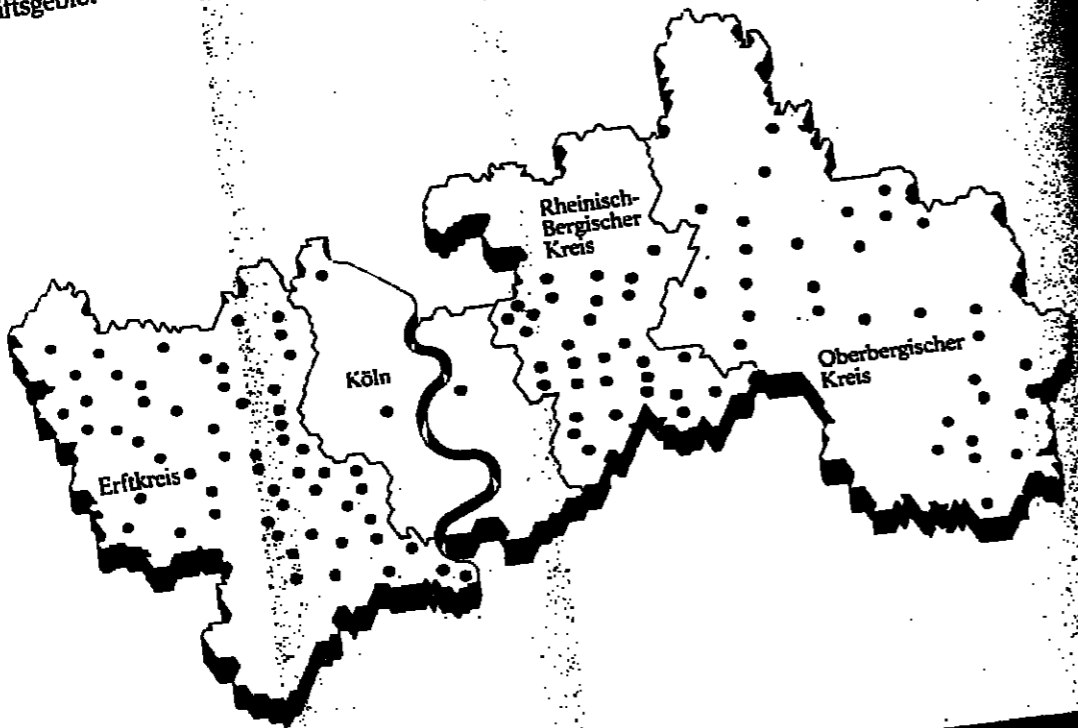 Rheinisch-
Bergischer
Kreis
Köln
Oberbergischer
Kreis
Erftkreis